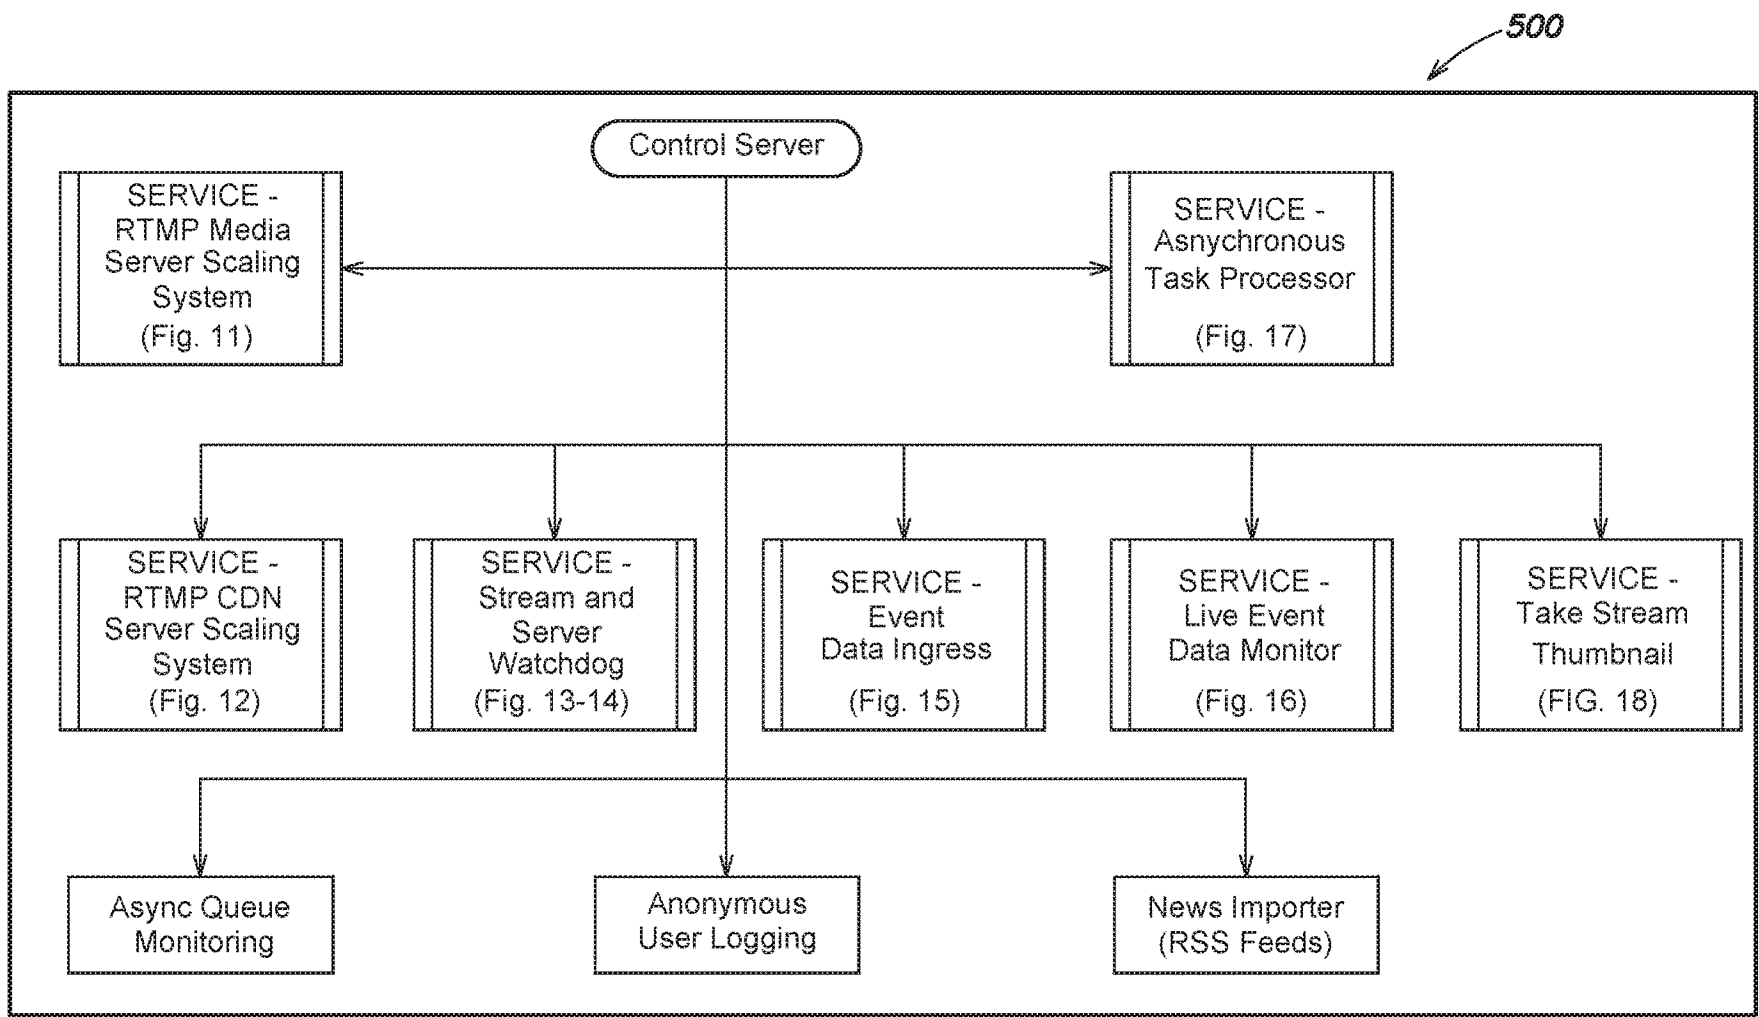 500
Control Server
SERVICE -
RTMP Media
Server Scaling
System
(Fig. 11)
SERVICE -
Asnychronous
Task Processor
(Fig. 17)
SERVICE -
RTMP CDN
Server Scaling
System
(Fig. 12)
SERVICE -
Stream and
Server
Watchdog
(Fig. 13-14)
SERVICE -
Event
Data Ingress
(Fig. 15)
SERVICE -
Live Event
Data Monitor
(Fig. 16)
SERVICE -
Take Stream
Thumbnail
(FIG. 18)
Async Queue
Monitoring
Anonymous
User Logging
News Importer
(RSS Feeds)